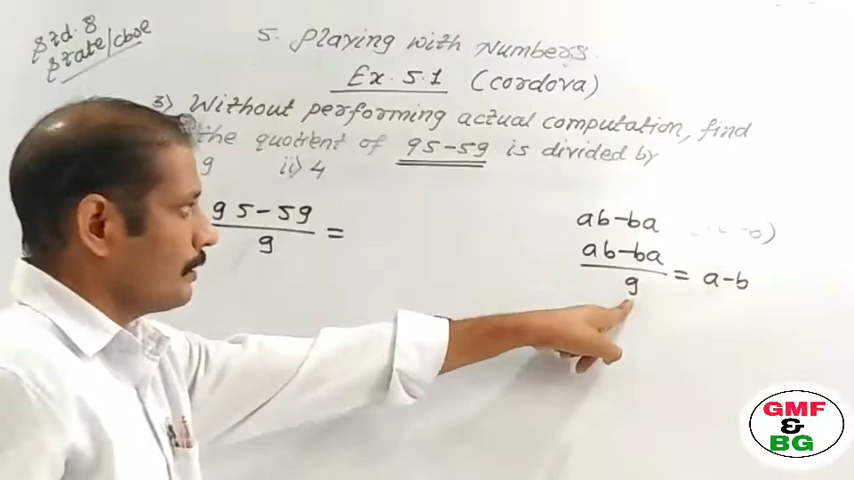 Std. 8
State/cbse
5. Playing with Numbers.
Ex. 5.1 (Cordova)
3) Without performing actual computation, find
the quotient of 95-59 is divided by
9 ii) 4
95-59
9
=
ab-ba
ab-ba
9
= a-b
GMF
&
BG